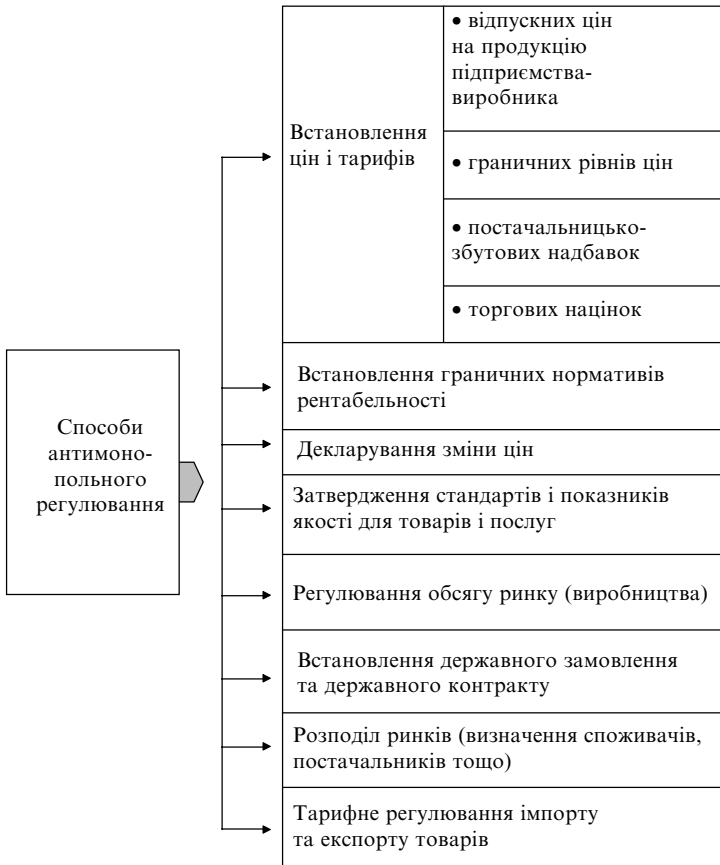 Способи
антимоно-
польного
регулювання
Встановлення
цін і тарифів
• відпускних цін
на продукцію
підприємства-
виробника
• граничних рівнів цін
• постачальницько-
збутових надбавок
• торгових націнок
Встановлення граничних нормативів
рентабельності
Декларування зміни цін
Затвердження стандартів і показників
якості для товарів і послуг
Регулювання обсягу ринку (виробництва)
Встановлення державного замовлення
та державного контракту
Розподіл ринків (визначення споживачів,
постачальників тощо)
Тарифне регулювання імпорту
та експорту товарів